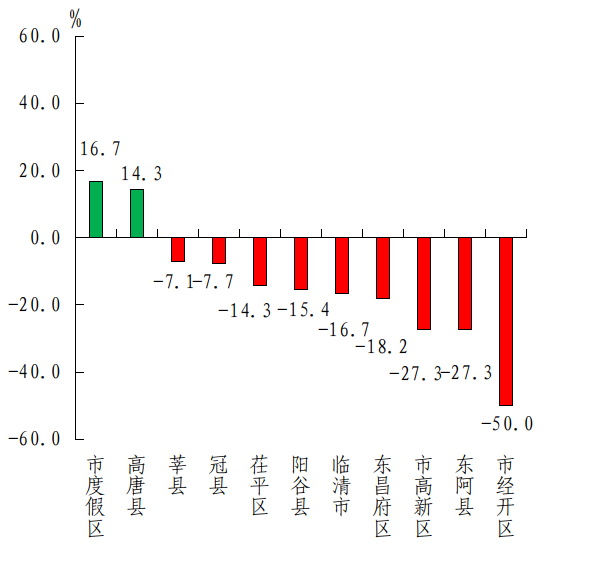 %
60.0
40.0
20.0
0.0
-20.0
-40.0
-60.0
16.7
14.3
-7.1
-7.7
-14.3
-15.4
-16.7
-18.2
-27.3
-27.3
-50.0
市度假区
高唐县
莘县
冠县
茌平区
阳谷县
临清市
东昌府区
市高新区
东阿县
市经开区